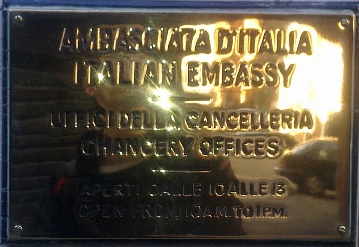 AMBASCIATA D'ITALIA
ITALIAN EMBASSY
UFFICI DELLA CANCELLERIA
CHANCERY OFFICES
APERTI DALLE 10 ALLE 13
OPEN FROM 10 A.M. TO 1 P.M.